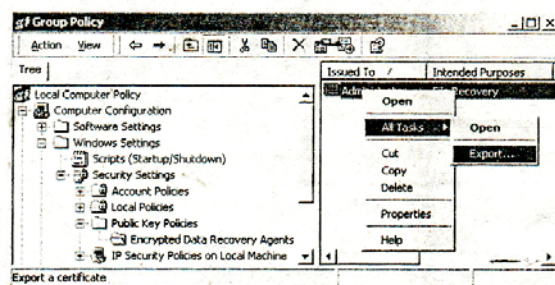 Group Policy
Action View
Tree
Issued To / Intended Purposes
Local Computer Policy
Computer Configuration
Software Settings
Windows Settings
Scripts (Startup/Shutdown)
Security Settings
Account Policies
Local Policies
Public Key Policies
Encrypted Data Recovery Agents
IP Security Policies on Local Machine
Recovery
Open
All Tasks
Cut
Copy
Delete
Properties
Help
Open
Export...
Export a certificate